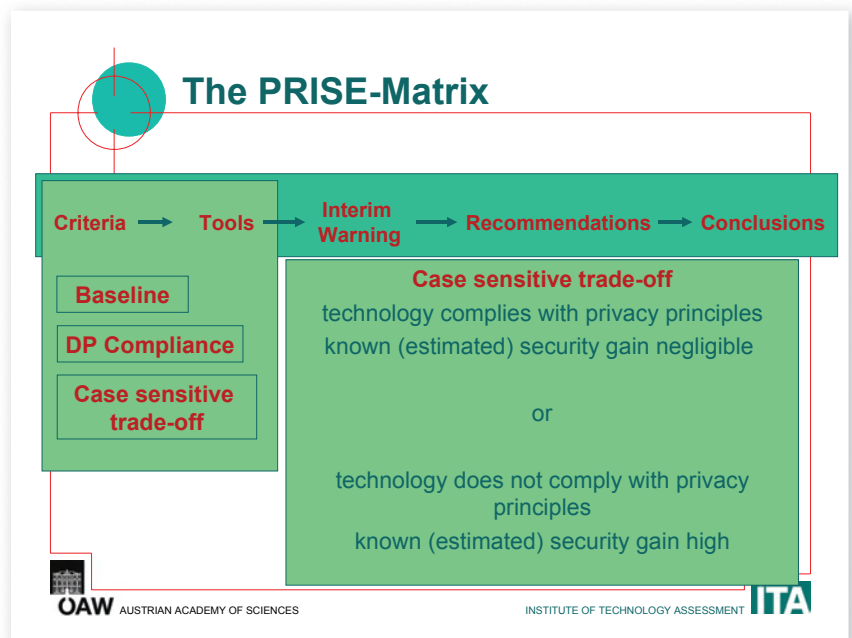 The PRISE-Matrix
Criteria Tools Interim Warning Recommendations Conclusions
Baseline
DP Compliance
Case sensitive
trade-off
Case sensitive trade-off
technology complies with privacy principles
known (estimated) security gain negligible
or
technology does not comply with privacy
principles
known (estimated) security gain high
OAW AUSTRIAN ACADEMY OF SCIENCES
INSTITUTE OF TECHNOLOGY ASSESSMENT ITA